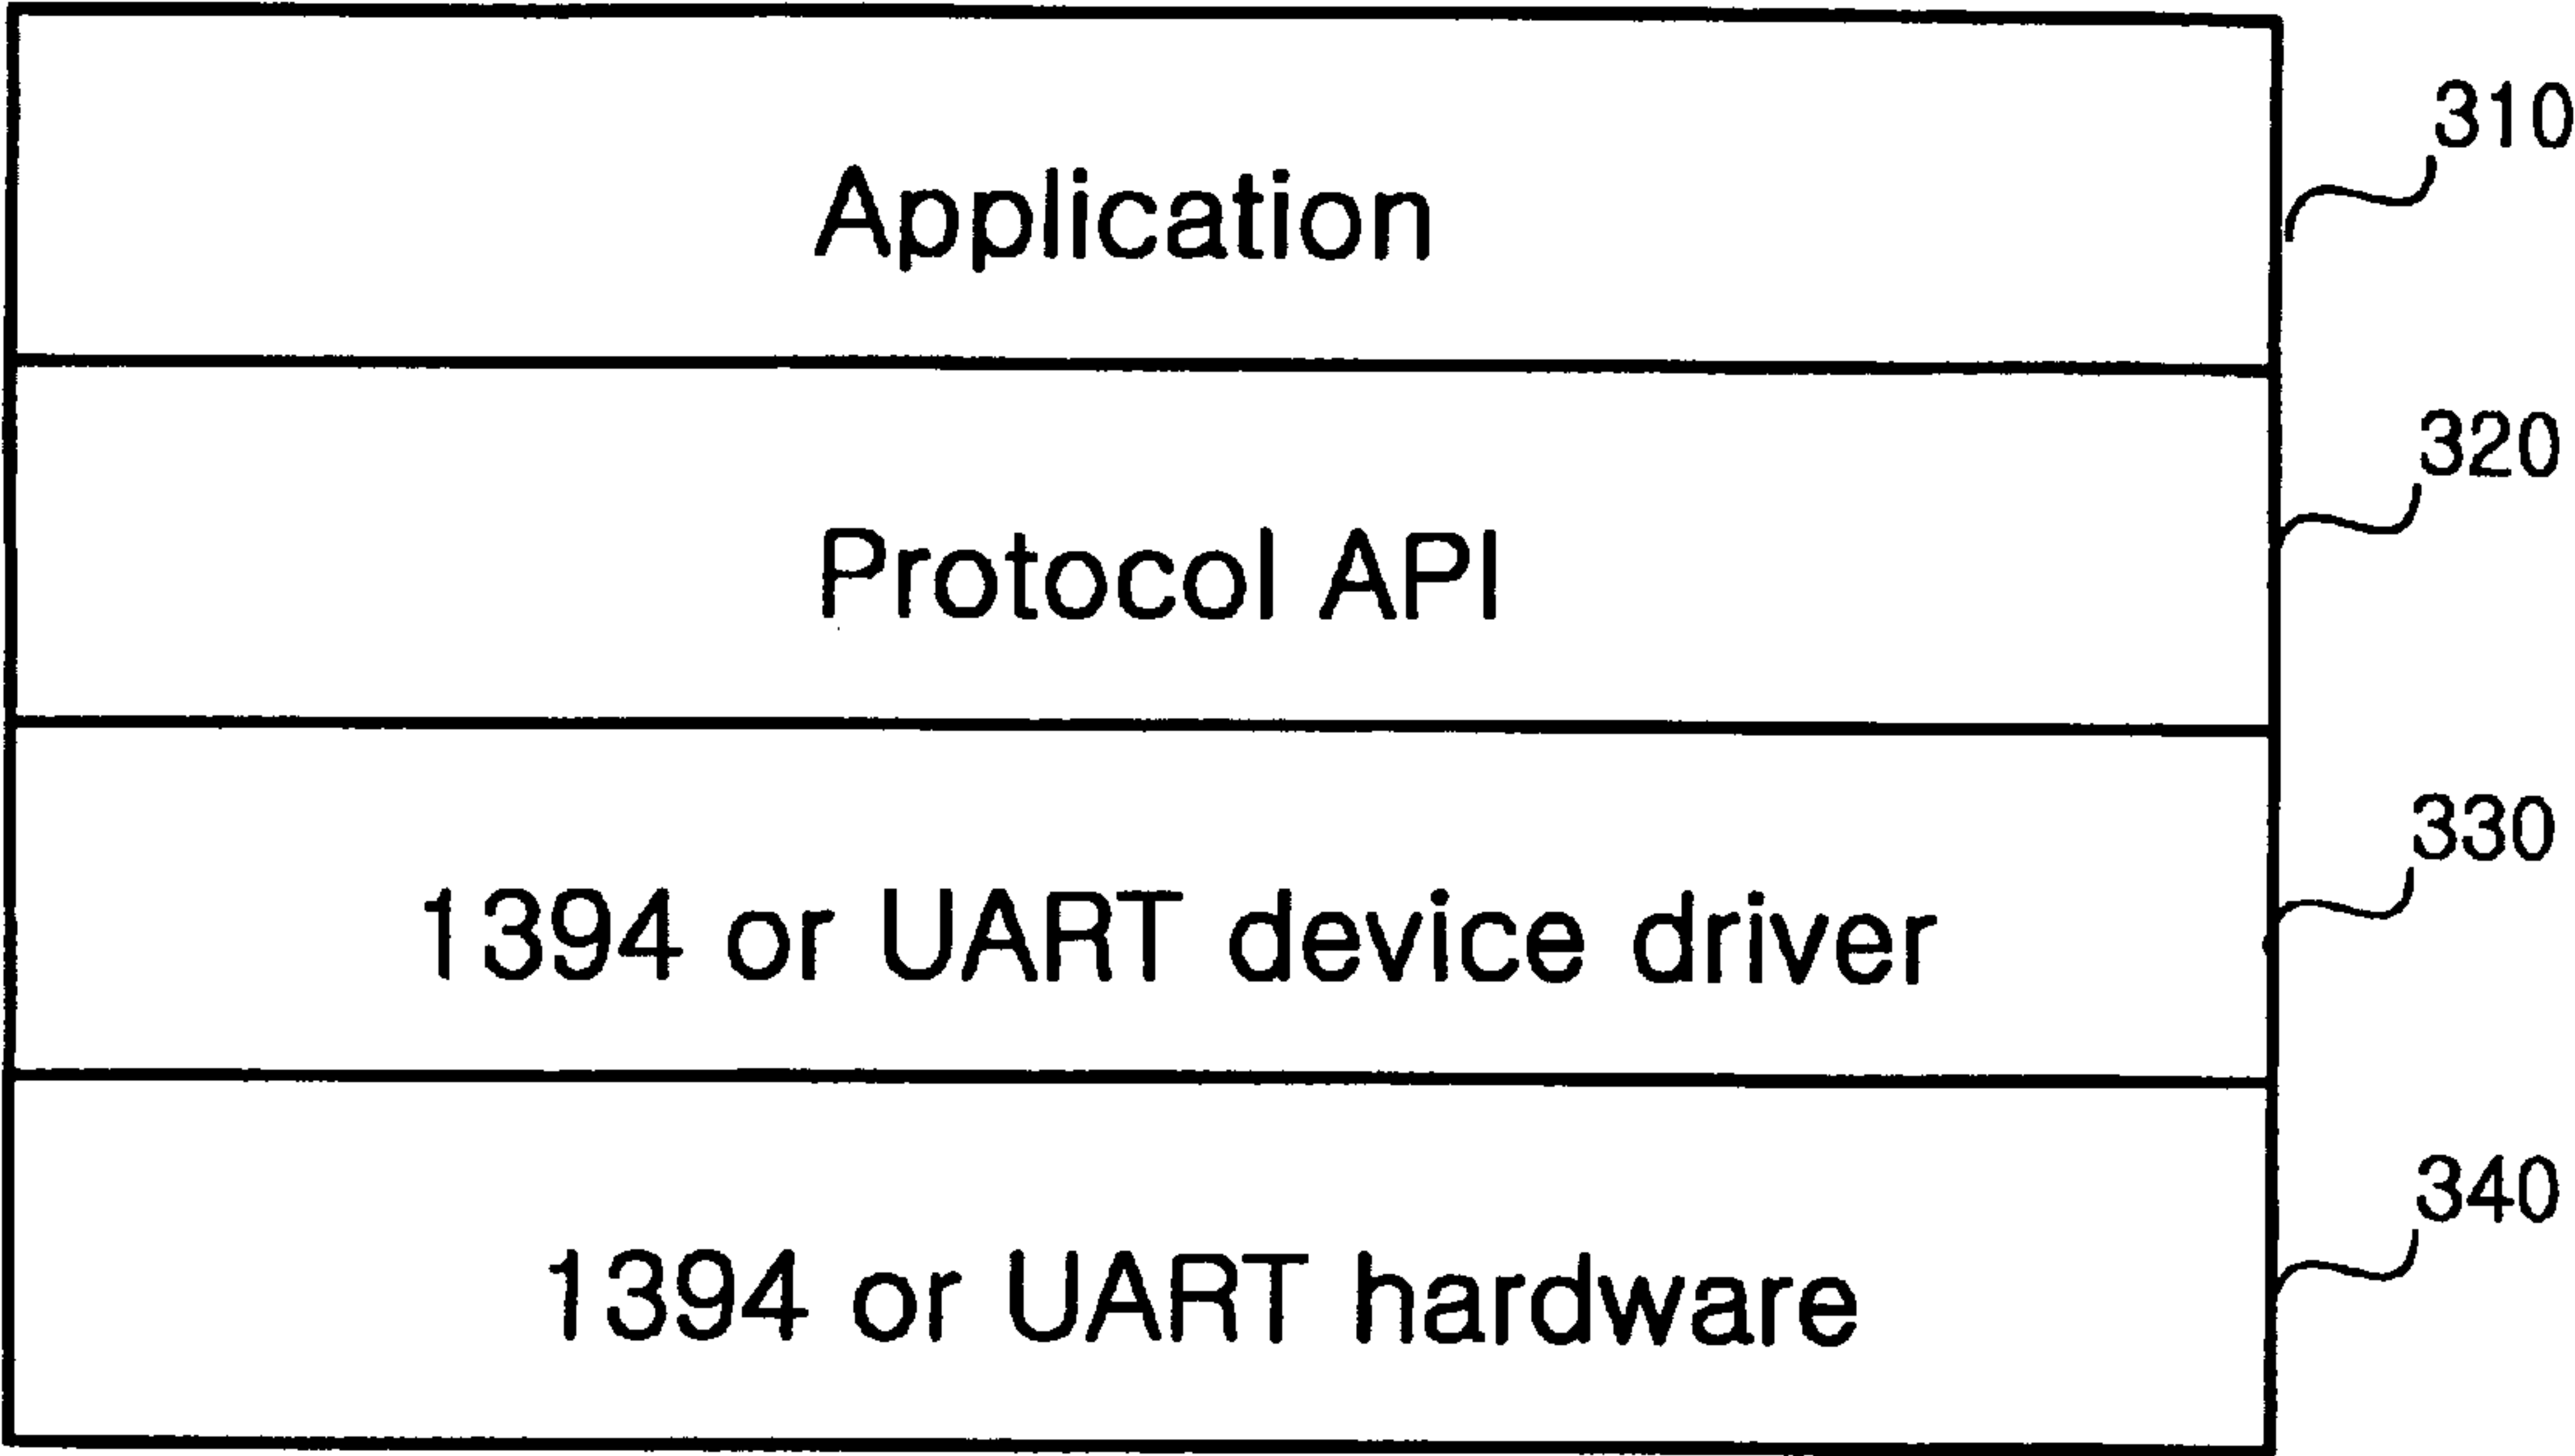 Application
310
Protocol API
320
1394 or UART device driver
330
1394 or UART hardware
340